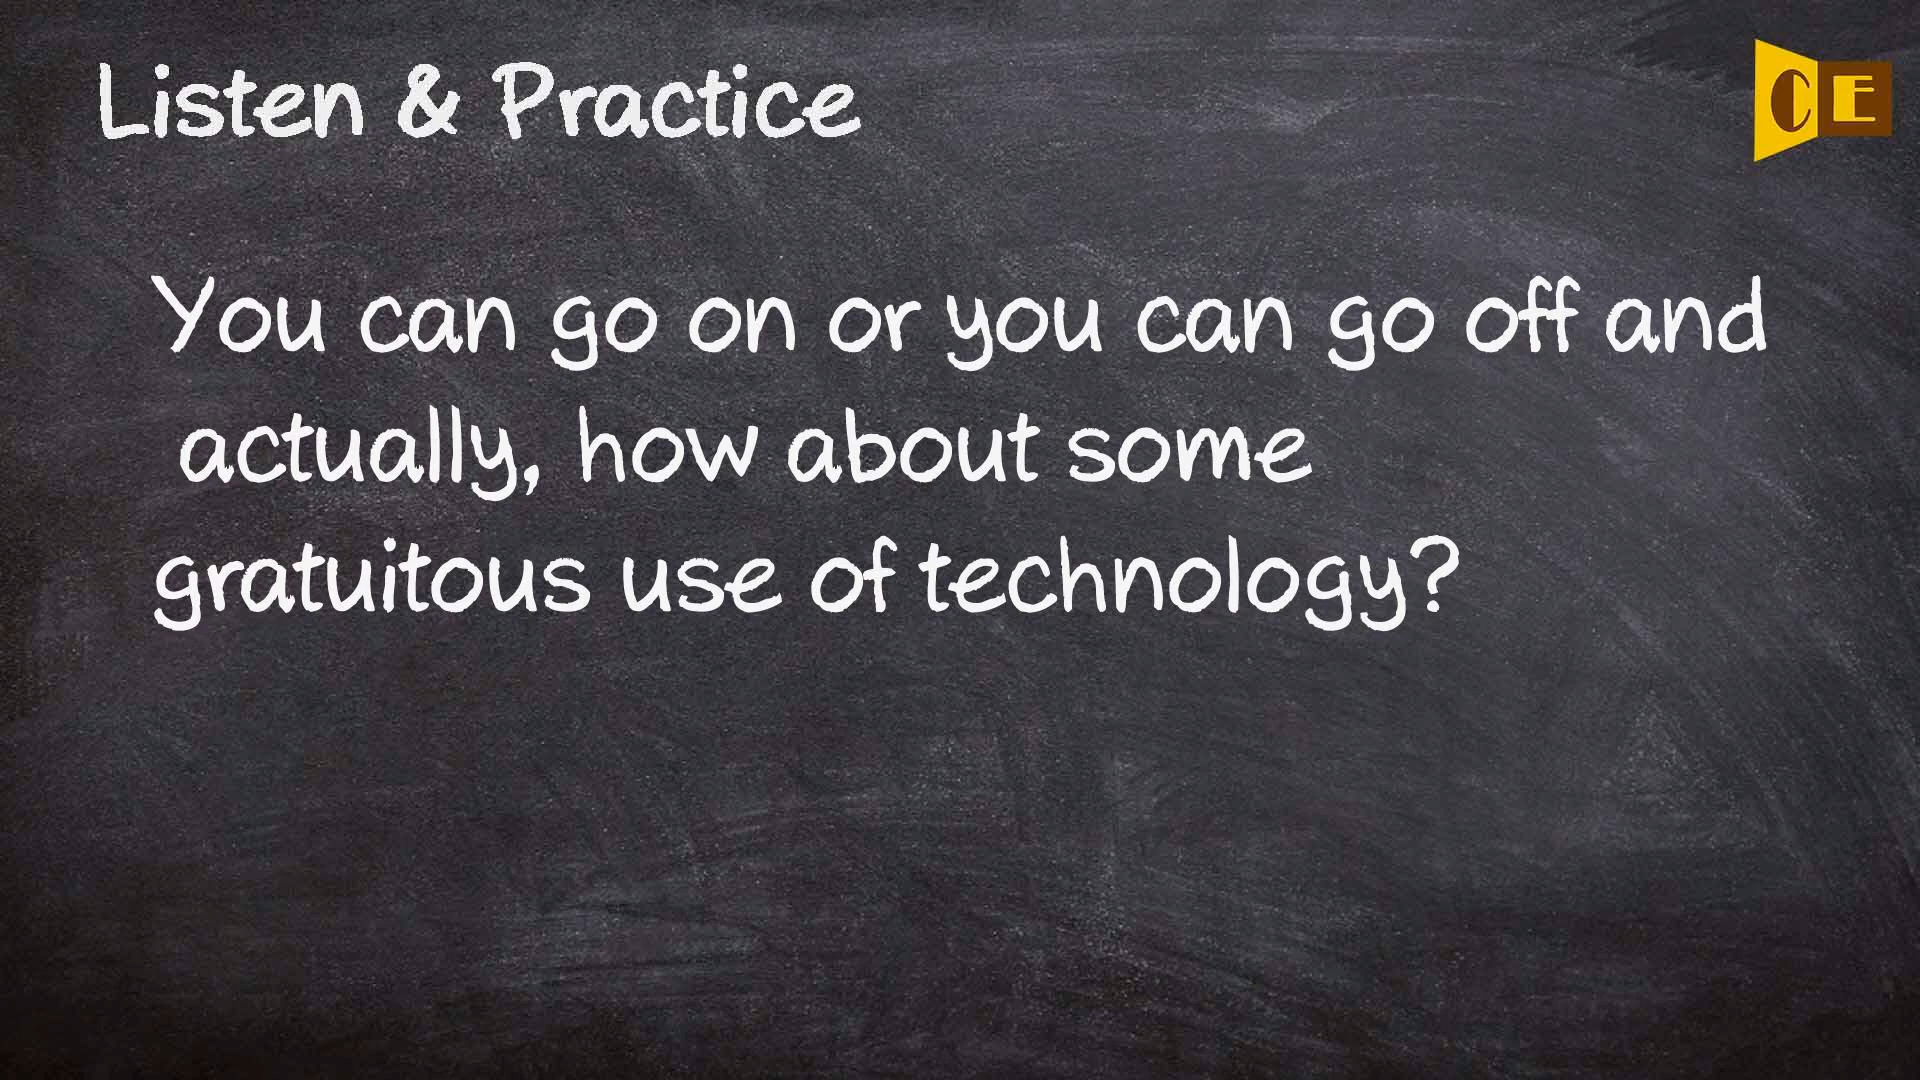 Listen & Practice
CE
You can go on or you can go off and
actually, how about some
gratuitous use of technology?